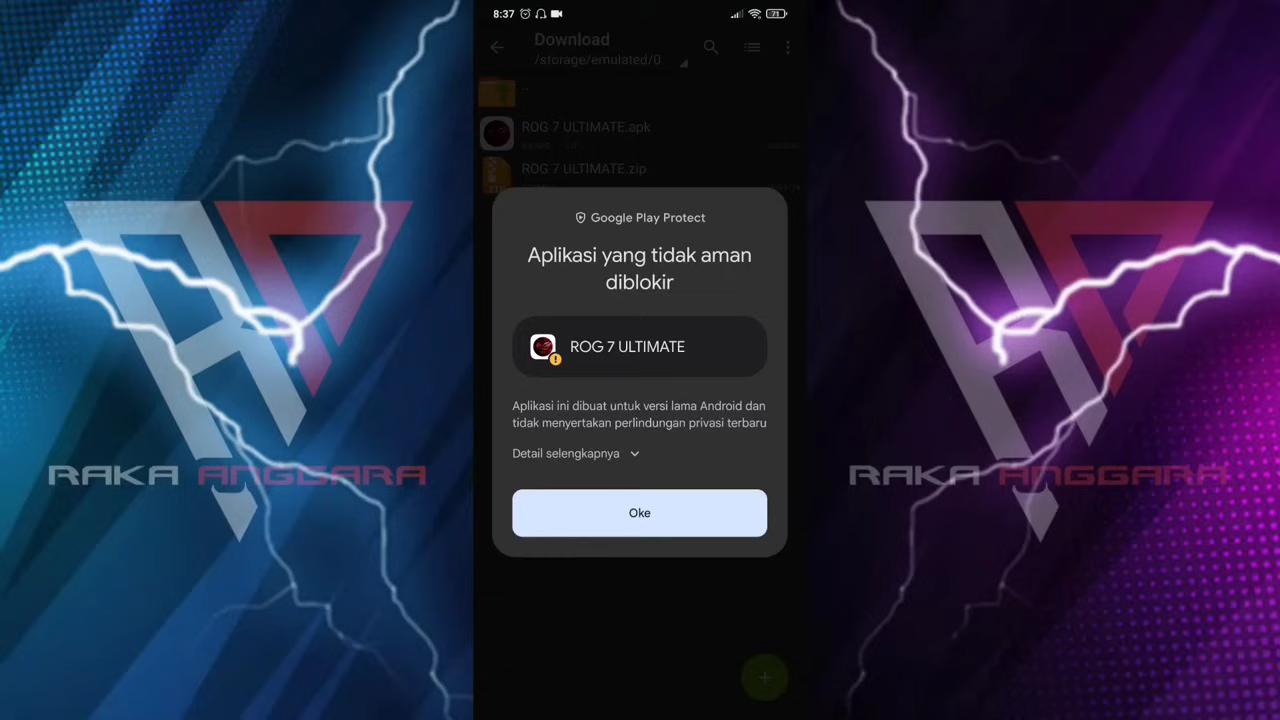 8:37
71
Download
/storage/emulated/0
..
ROG 7 ULTIMATE.apk
ROG 7 ULTIMATE.zip
Google Play Protect
Aplikasi yang tidak aman
diblokir
ROG 7 ULTIMATE
Aplikasi ini dibuat untuk versi lama Android dan
tidak menyertakan perlindungan privasi terbaru
Detail selengkapnya
Oke
RAKA ANGGARA
RAKA ANGGARA